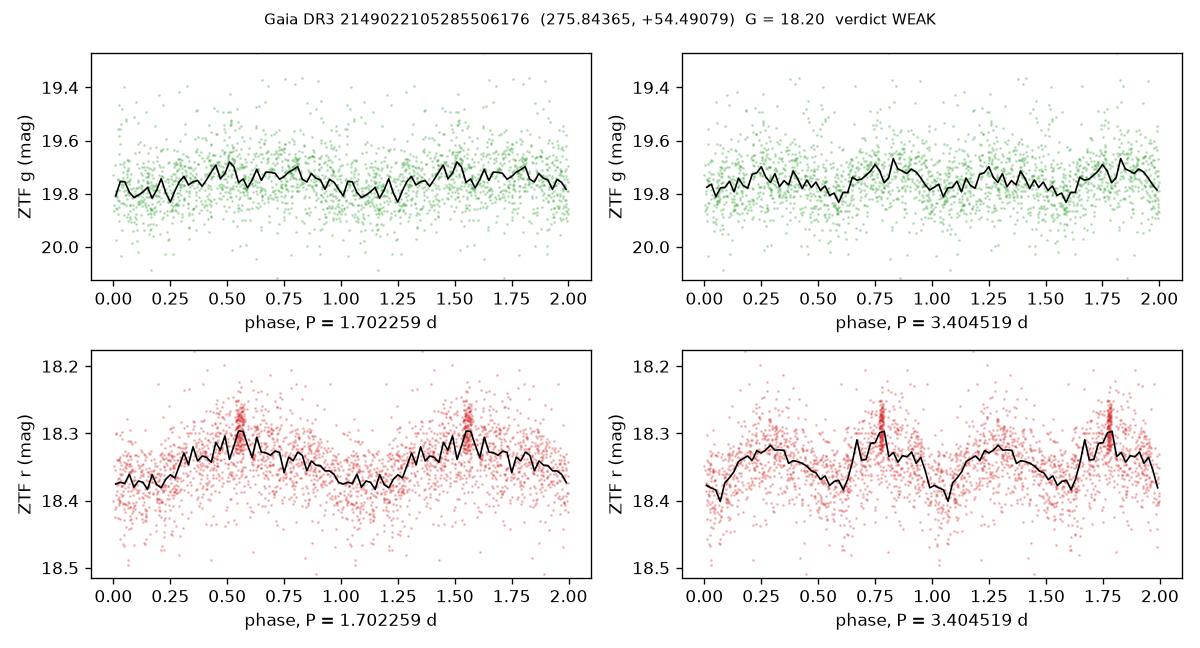 Gaia DR3 2149022105285506176  (275.84365, +54.49079)  G = 18.20  verdict WEAK
ZTF g (mag)
19.4
19.6
19.8
20.0
0.00 0.25 0.50 0.75 1.00 1.25 1.50 1.75 2.00
phase, P = 1.702259 d
ZTF g (mag)
19.4
19.6
19.8
20.0
0.00 0.25 0.50 0.75 1.00 1.25 1.50 1.75 2.00
phase, P = 3.404519 d
ZTF r (mag)
18.2
18.3
18.4
18.5
0.00 0.25 0.50 0.75 1.00 1.25 1.50 1.75 2.00
phase, P = 1.702259 d
ZTF r (mag)
18.2
18.3
18.4
18.5
0.00 0.25 0.50 0.75 1.00 1.25 1.50 1.75 2.00
phase, P = 3.404519 d